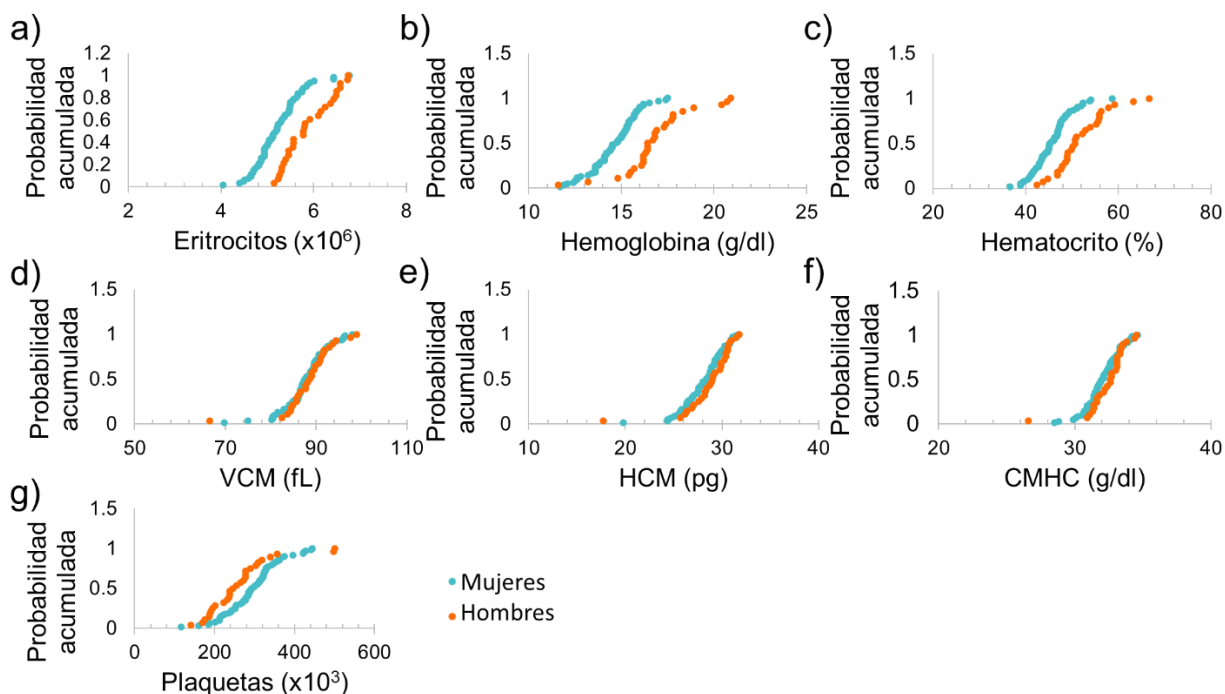 a)
Probabilidad
acumulada
1.2
1
0.8
0.6
0.4
0.2
0
2 4 6 8
Eritrocitos (x10⁶)
b)
Probabilidad
acumulada
1.5
1
0.5
0
10 15 20 25
Hemoglobina (g/dl)
c)
Probabilidad
acumulada
1.5
1
0.5
0
20 40 60 80
Hematocrito (%)
d)
Probabilidad
acumulada
1.5
1
0.5
0
50 70 90 110
VCM (fL)
e)
Probabilidad
acumulada
1.5
1
0.5
0
10 20 30 40
HCM (pg)
f)
Probabilidad
acumulada
1.5
1
0.5
0
20 30 40
CMHC (g/dl)
g)
Probabilidad
acumulada
1.5
1
0.5
0
0 200 400 600
Plaquetas (x10³)
Mujeres
Hombres